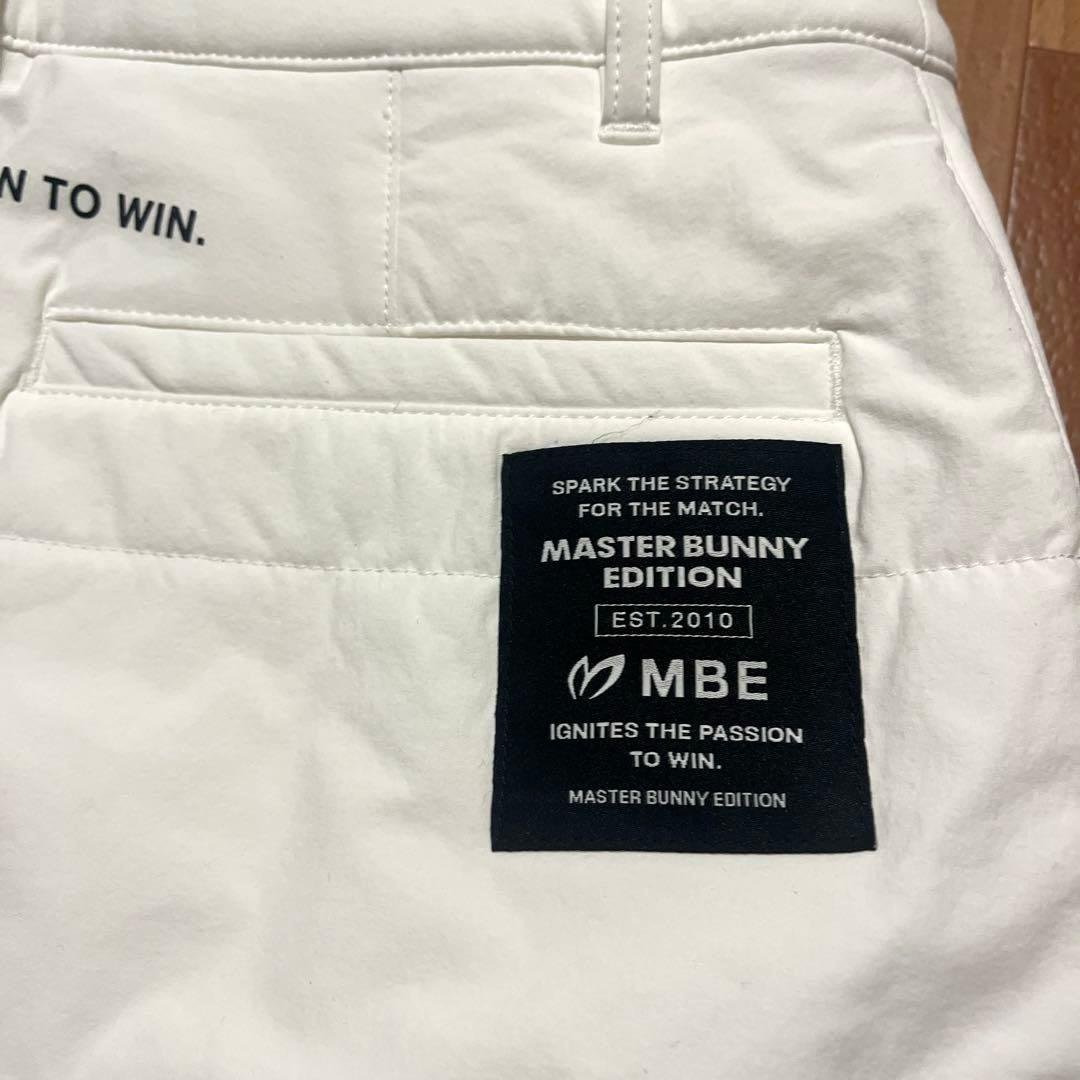 TO WIN.
SPARK THE STRATEGY
FOR THE MATCH.
MASTER BUNNY
EDITION
EST.2010
MBE
IGNITES THE PASSION
TO WIN.
MASTER BUNNY EDITION